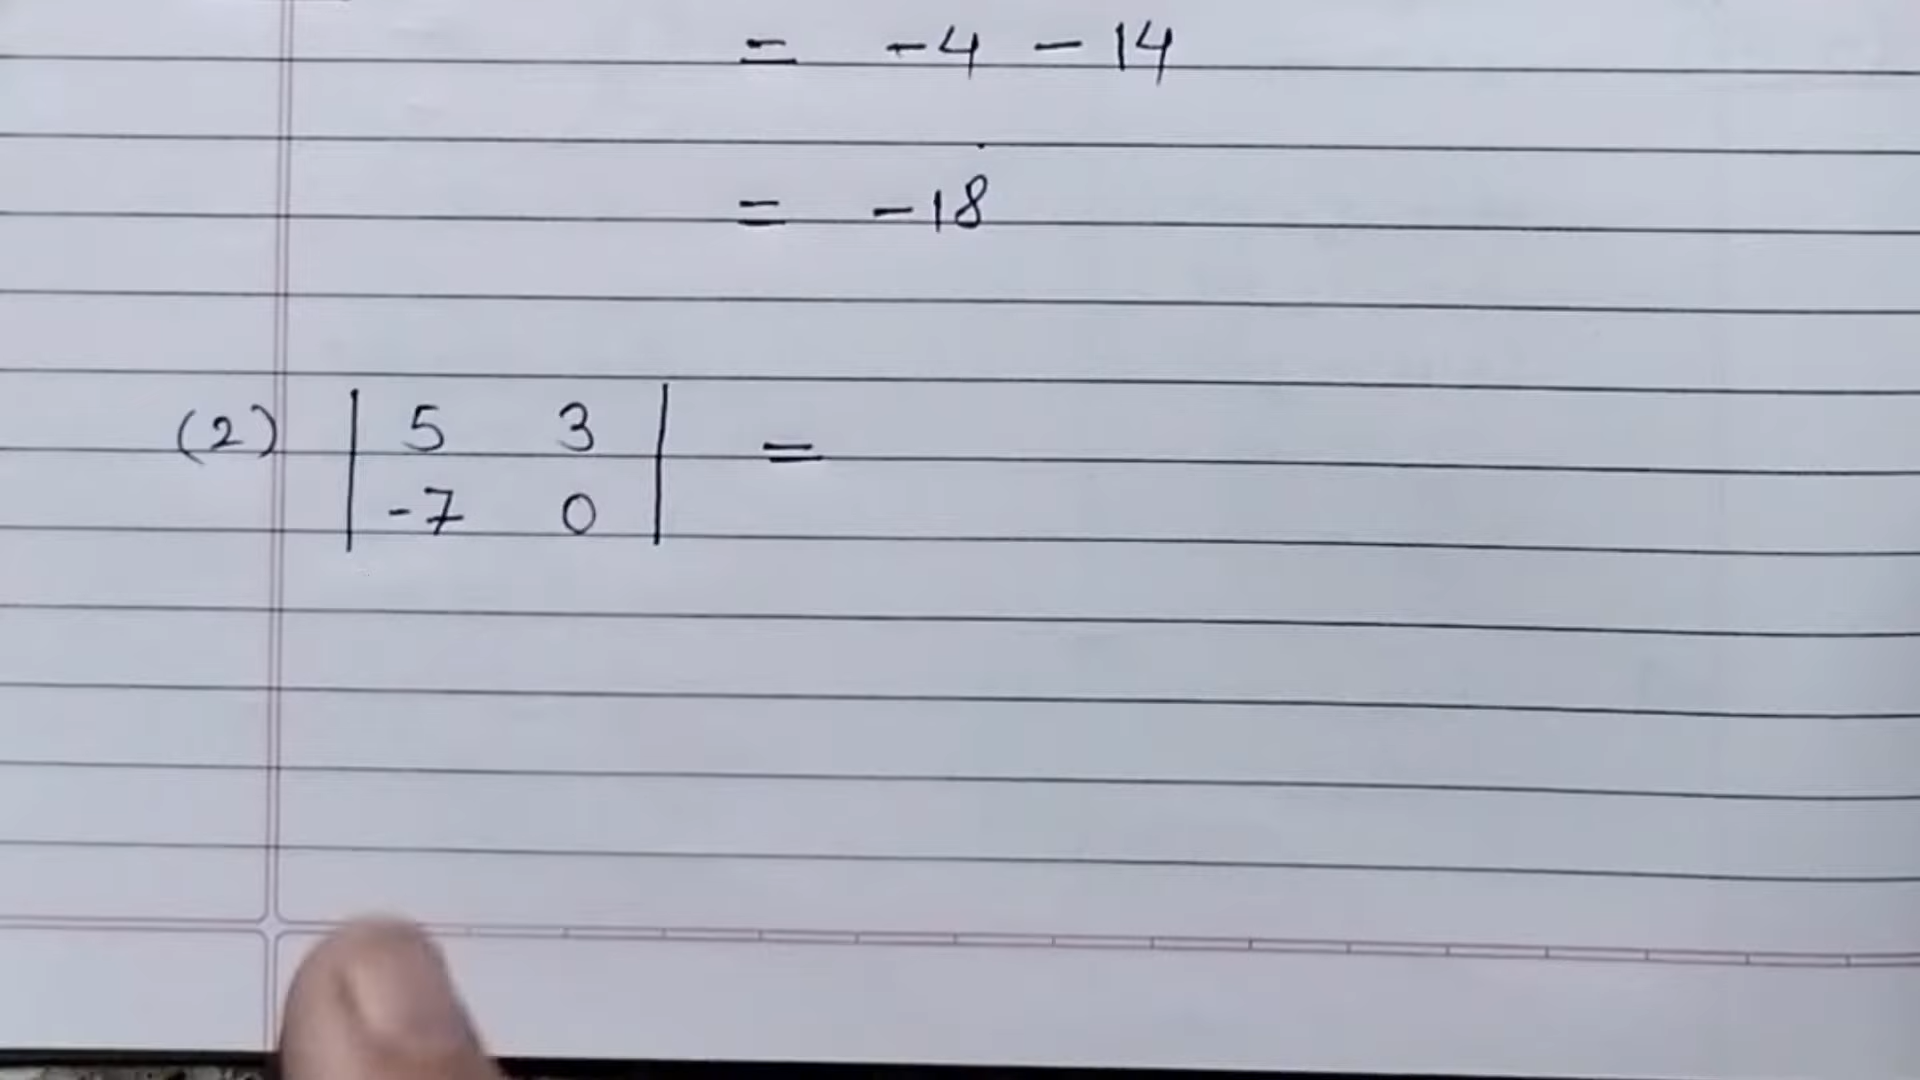 = -4 - 14
= -18
(2) | 5 3 | =
| -7 0 |